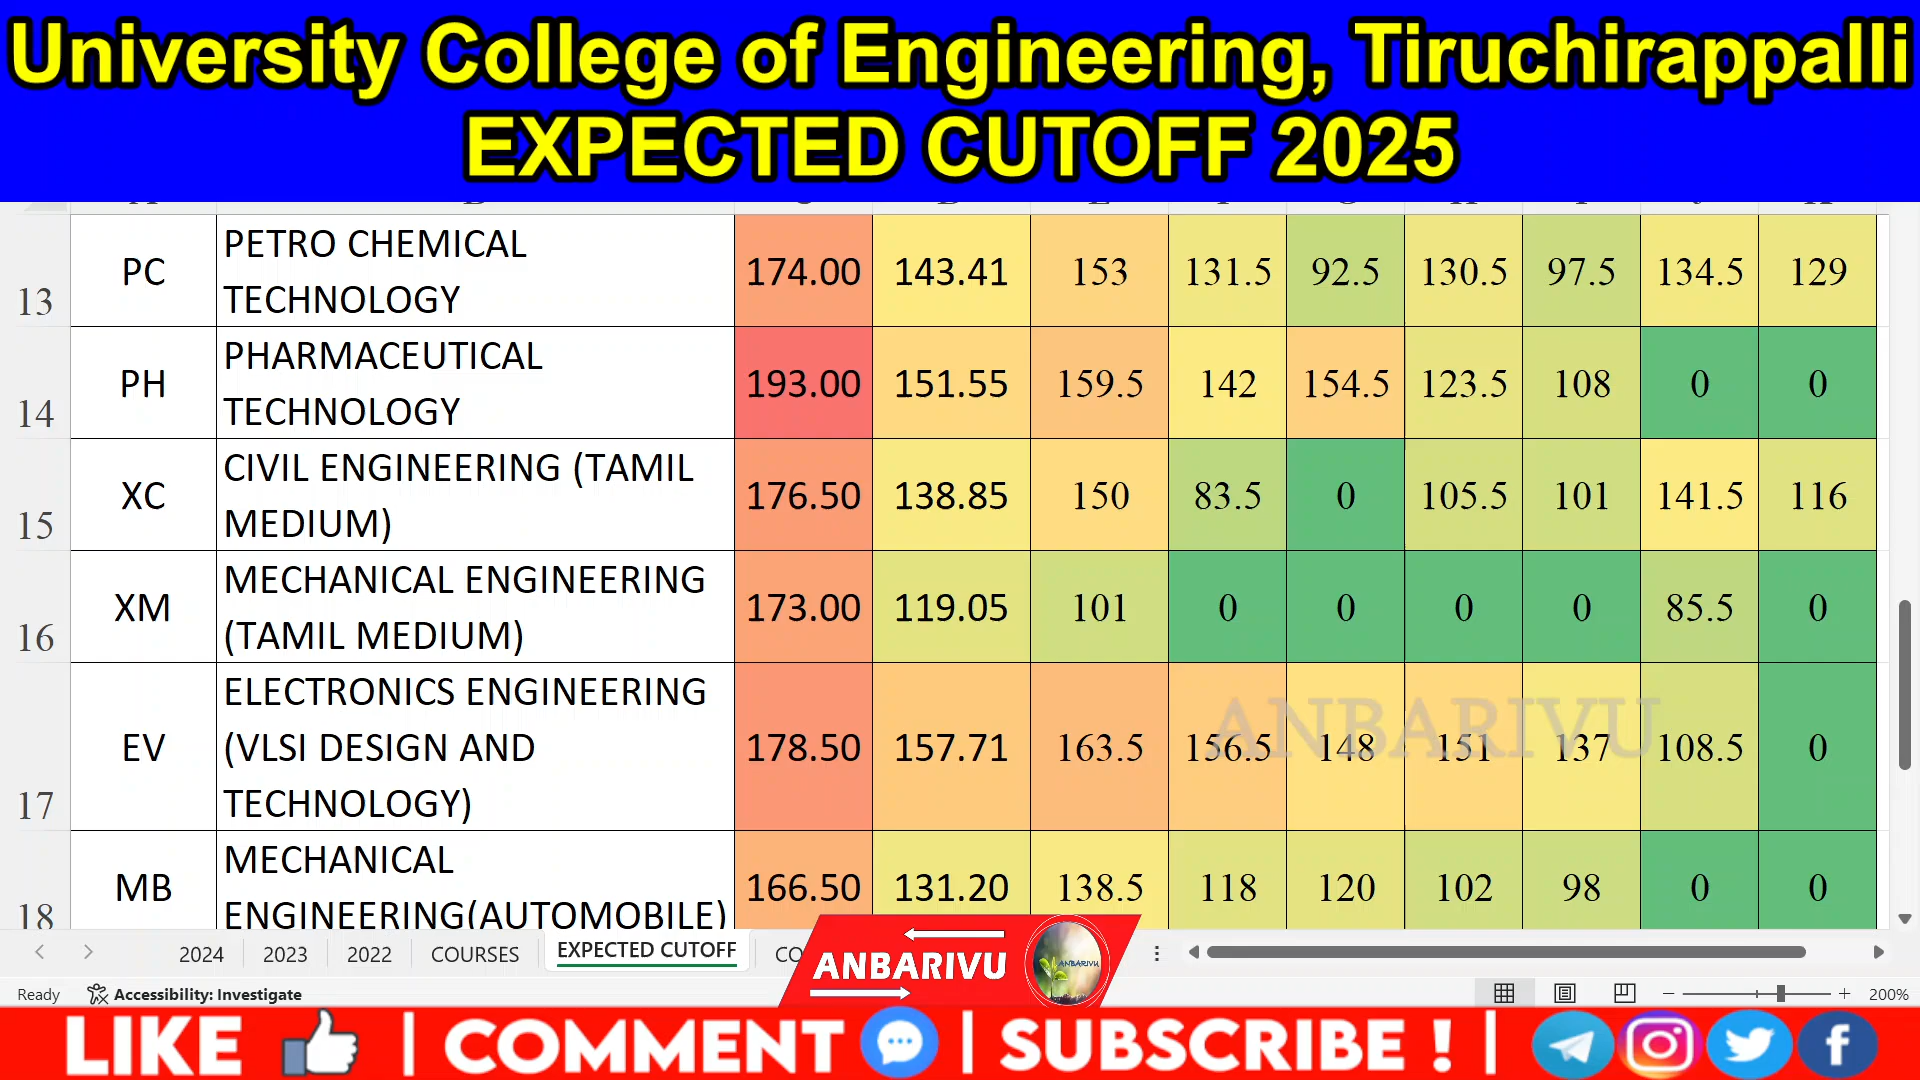 University College of Engineering, Tiruchirappalli
EXPECTED CUTOFF 2025
13 PC PETRO CHEMICAL TECHNOLOGY 174.00 143.41 153 131.5 92.5 130.5 97.5 134.5 129
14 PH PHARMACEUTICAL TECHNOLOGY 193.00 151.55 159.5 142 154.5 123.5 108 0 0
15 XC CIVIL ENGINEERING (TAMIL MEDIUM) 176.50 138.85 150 83.5 0 105.5 101 141.5 116
16 XM MECHANICAL ENGINEERING (TAMIL MEDIUM) 173.00 119.05 101 0 0 0 0 85.5 0
17 EV ELECTRONICS ENGINEERING (VLSI DESIGN AND TECHNOLOGY) 178.50 157.71 163.5 156.5 148 151 137 108.5 0
ANBARIVU
18 MB MECHANICAL ENGINEERING(AUTOMOBILE) 166.50 131.20 138.5 118 120 102 98 0 0
2024 2023 2022 COURSES EXPECTED CUTOFF CO
ANBARIVU
ANBARIVU
Ready Accessibility: Investigate 200%
LIKE | COMMENT | SUBSCRIBE ! |